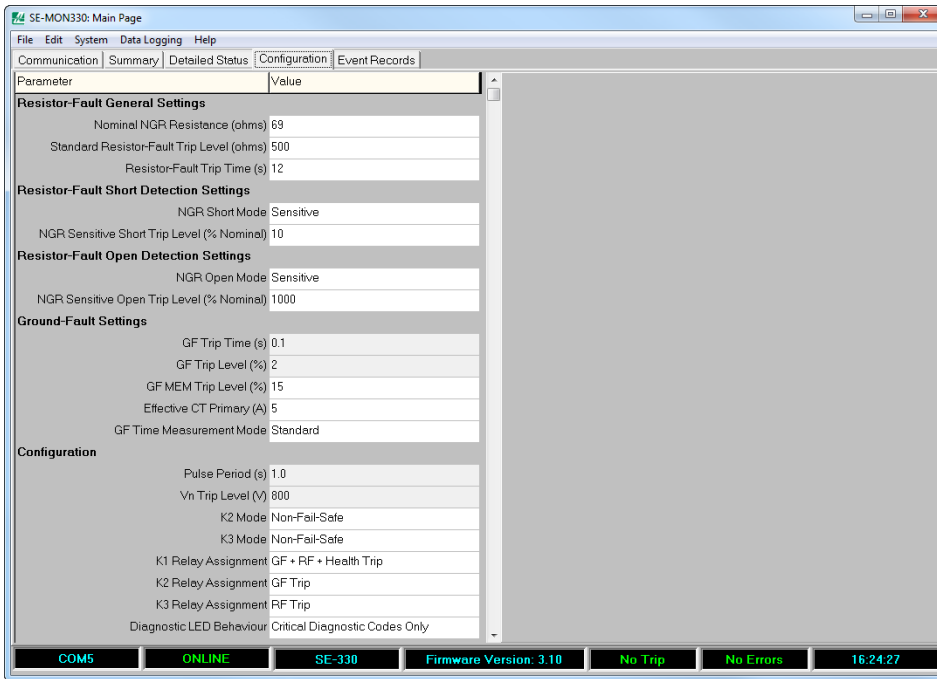 SE-MON330: Main Page
File Edit System Data Logging Help
Communication Summary Detailed Status Configuration Event Records
Parameter Value
Resistor-Fault General Settings
Nominal NGR Resistance (ohms) 69
Standard Resistor-Fault Trip Level (ohms) 500
Resistor-Fault Trip Time (s) 12
Resistor-Fault Short Detection Settings
NGR Short Mode Sensitive
NGR Sensitive Short Trip Level (% Nominal) 10
Resistor-Fault Open Detection Settings
NGR Open Mode Sensitive
NGR Sensitive Open Trip Level (% Nominal) 1000
Ground-Fault Settings
GF Trip Time (s) 0.1
GF Trip Level (%) 2
GF MEM Trip Level (%) 15
Effective CT Primary (A) 5
GF Time Measurement Mode Standard
Configuration
Pulse Period (s) 1.0
Vn Trip Level (V) 800
K2 Mode Non-Fail-Safe
K3 Mode Non-Fail-Safe
K1 Relay Assignment GF + RF + Health Trip
K2 Relay Assignment GF Trip
K3 Relay Assignment RF Trip
Diagnostic LED Behaviour Critical Diagnostic Codes Only
COM5 ONLINE SE-330 Firmware Version: 3.10 No Trip No Errors 16:24:27